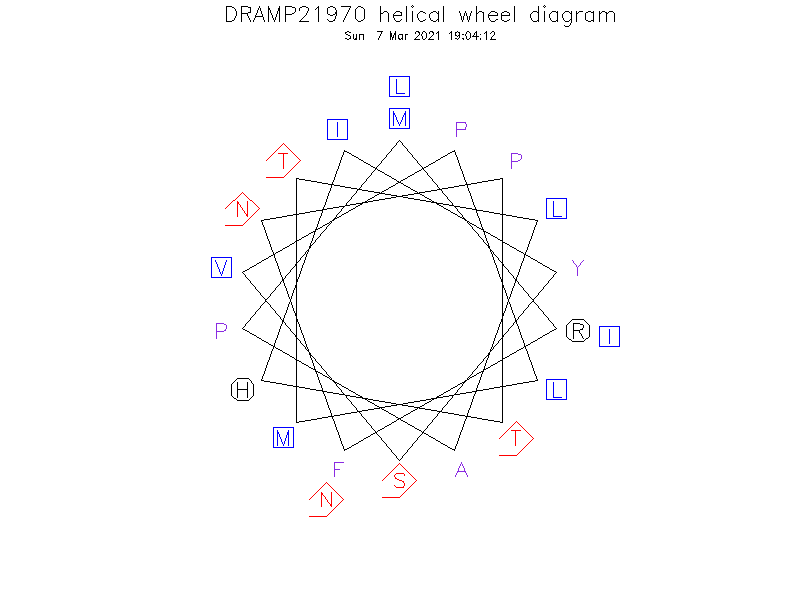 DRAMP21970 helical wheel diagram
Sun 7 Mar 2021 19:04:12
L
M
I
P
T
P
N
L
V
Y
P
R I
H
L
M
T
F
A
N
S